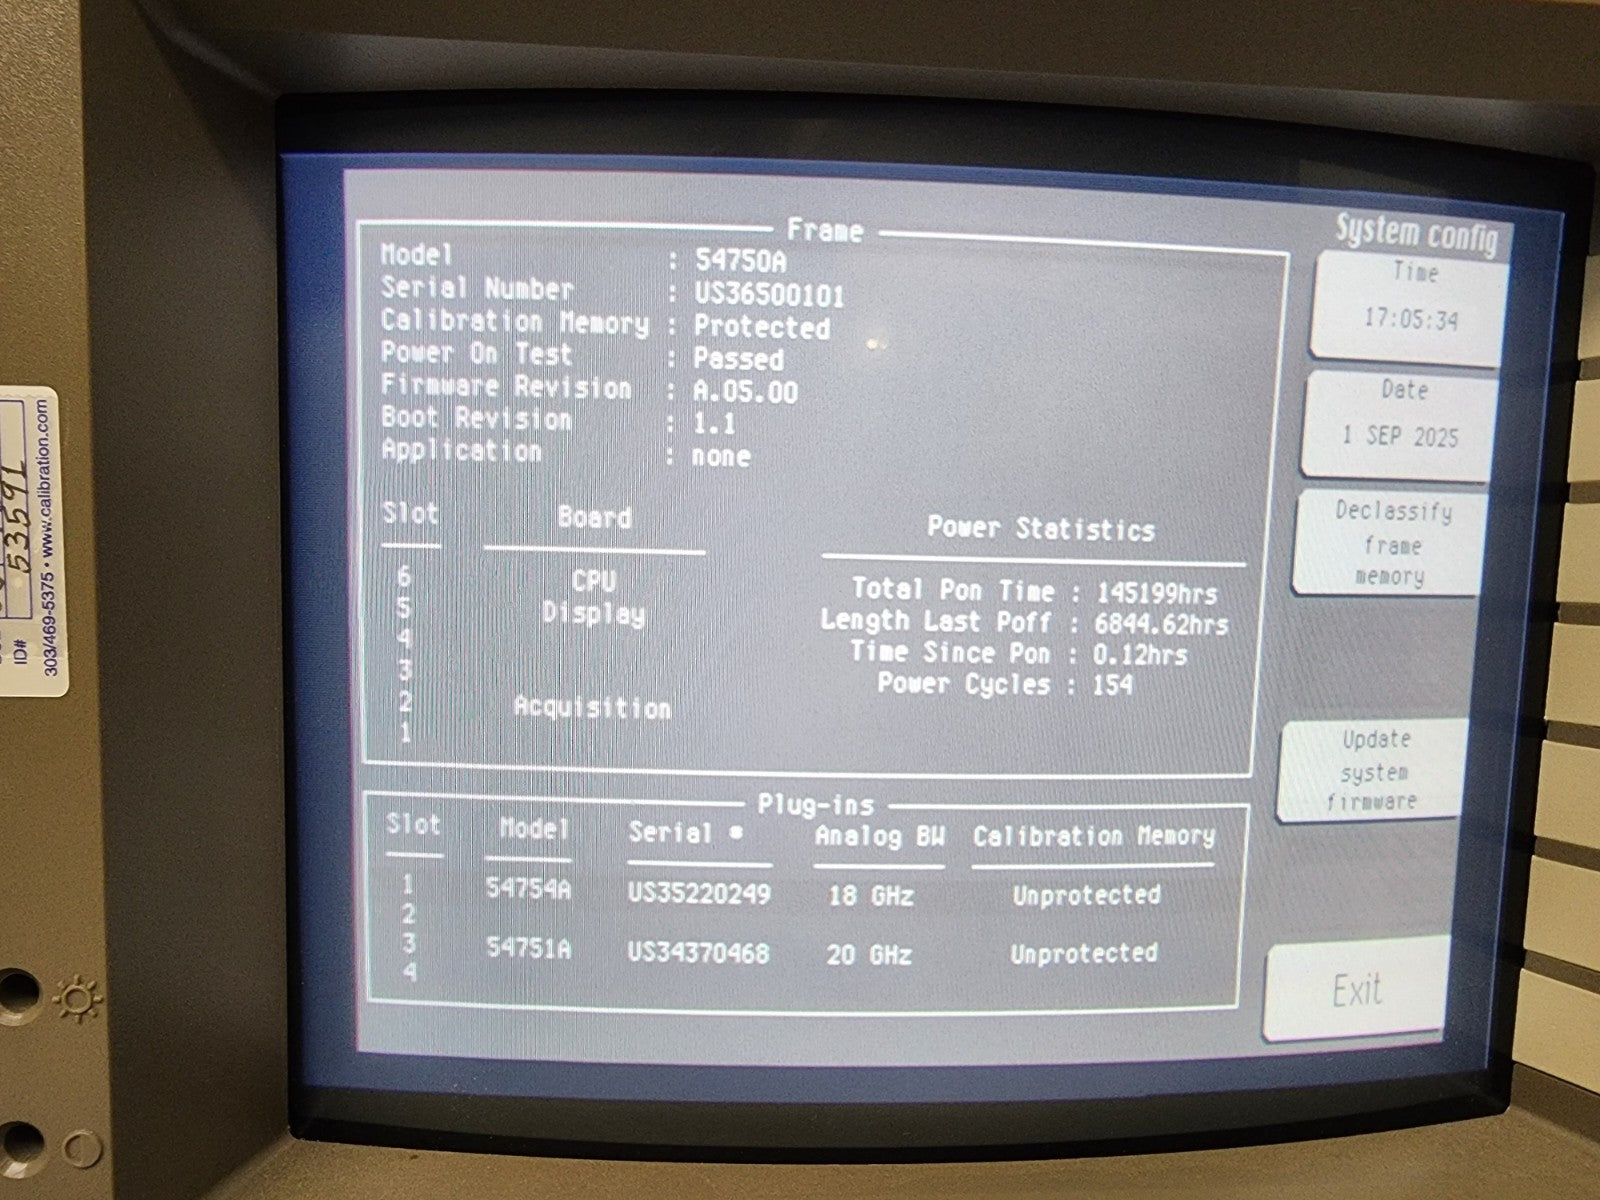 Frame
Model : 54750A
Serial Number : US36500101
Calibration Memory : Protected
Power On Test : Passed
Firmware Revision : A.05.00
Boot Revision : 1.1
Application : none
Slot Board
6 CPU
5 Display
4
3
2 Acquisition
1
Power Statistics
Total Pon Time : 145199hrs
Length Last Poff : 6844.62hrs
Time Since Pon : 0.12hrs
Power Cycles : 154
Plug-ins
Slot Model Serial # Analog BW Calibration Memory
1 54754A US35220249 18 GHz Unprotected
2
3 54751A US34370468 20 GHz Unprotected
4
System config
Time
17:05:34
Date
1 SEP 2025
Declassify
frame
memory
Update
system
firmware
Exit
ID# 53591
303/469-5375 • www.calibration.com